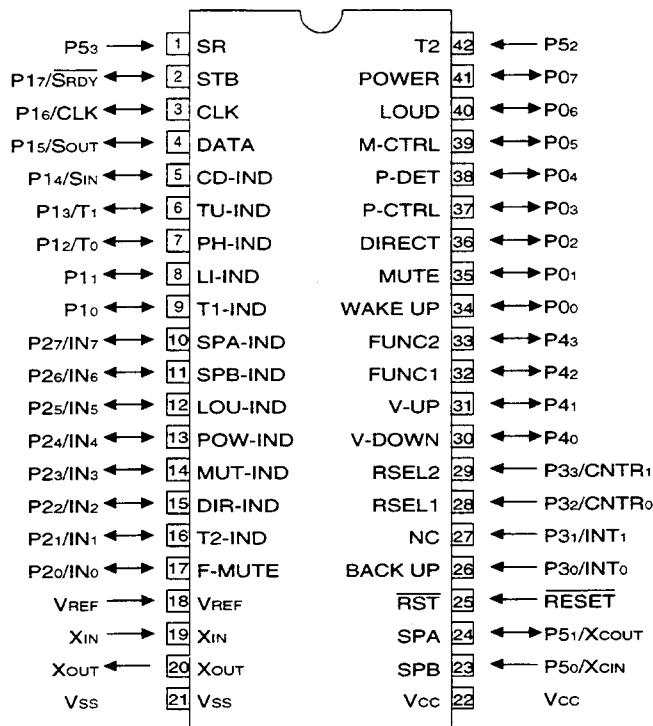 P53 1 SR T2 42 P52
P17/SRDY 2 STB POWER 41 P07
P16/CLK 3 CLK LOUD 40 P06
P15/SOUT 4 DATA M-CTRL 39 P05
P14/SIN 5 CD-IND P-DET 38 P04
P13/T1 6 TU-IND P-CTRL 37 P03
P12/T0 7 PH-IND DIRECT 36 P02
P11 8 LI-IND MUTE 35 P01
P10 9 T1-IND WAKE UP 34 P00
P27/IN7 10 SPA-IND FUNC2 33 P43
P26/IN6 11 SPB-IND FUNC1 32 P42
P25/IN5 12 LOU-IND V-UP 31 P41
P24/IN4 13 POW-IND V-DOWN 30 P40
P23/IN3 14 MUT-IND RSEL2 29 P33/CNTR1
P22/IN2 15 DIR-IND RSEL1 28 P32/CNTR0
P21/IN1 16 T2-IND NC 27 P31/INT1
P20/IN0 17 F-MUTE BACK UP 26 P30/INT0
VREF 18 VREF RST 25 RESET
XIN 19 XIN SPA 24 P51/XCOUT
XOUT 20 XOUT SPB 23 P50/XCIN
VSS 21 VSS VCC 22 VCC